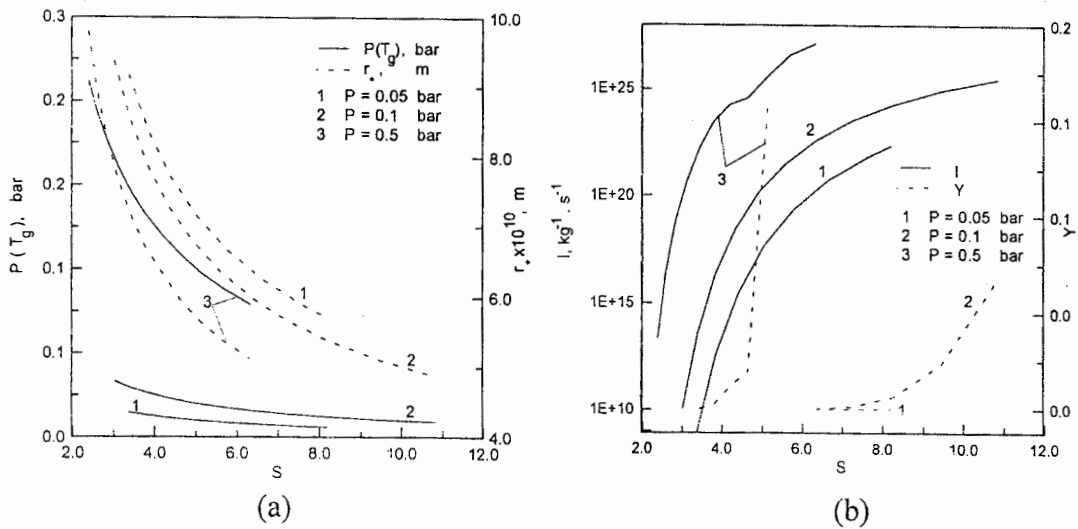 0.3
0.2
0.2
0.1
0.1
0.0
P (T_g), bar
2.0 4.0 6.0 8.0 10.0 12.0
S
10.0
8.0
6.0
4.0
r_*x10^10, m
P(T_g), bar
r_*, m
1 P = 0.05 bar
2 P = 0.1 bar
3 P = 0.5 bar
3
1
2
1
2
(a)
1E+25
1E+20
1E+15
1E+10
I, kg^-1 . s^-1
2.0 4.0 6.0 8.0 10.0 12.0
S
0.2
0.1
0.1
0.0
0.0
Y
I
Y
1 P = 0.05 bar
2 P = 0.1 bar
3 P = 0.5 bar
3
2
1
2
1
(b)